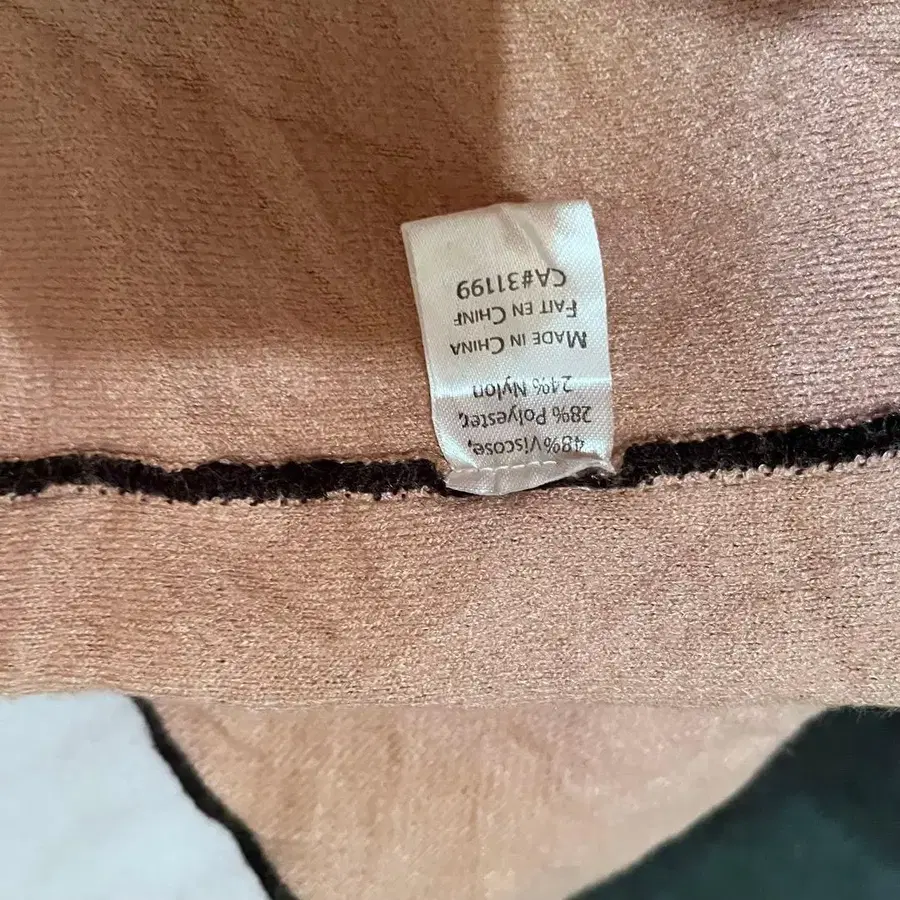 48% Viscose,
28% Polyester,
24% Nylon
MADE IN CHINA
FAIT EN CHINE
CA#31199